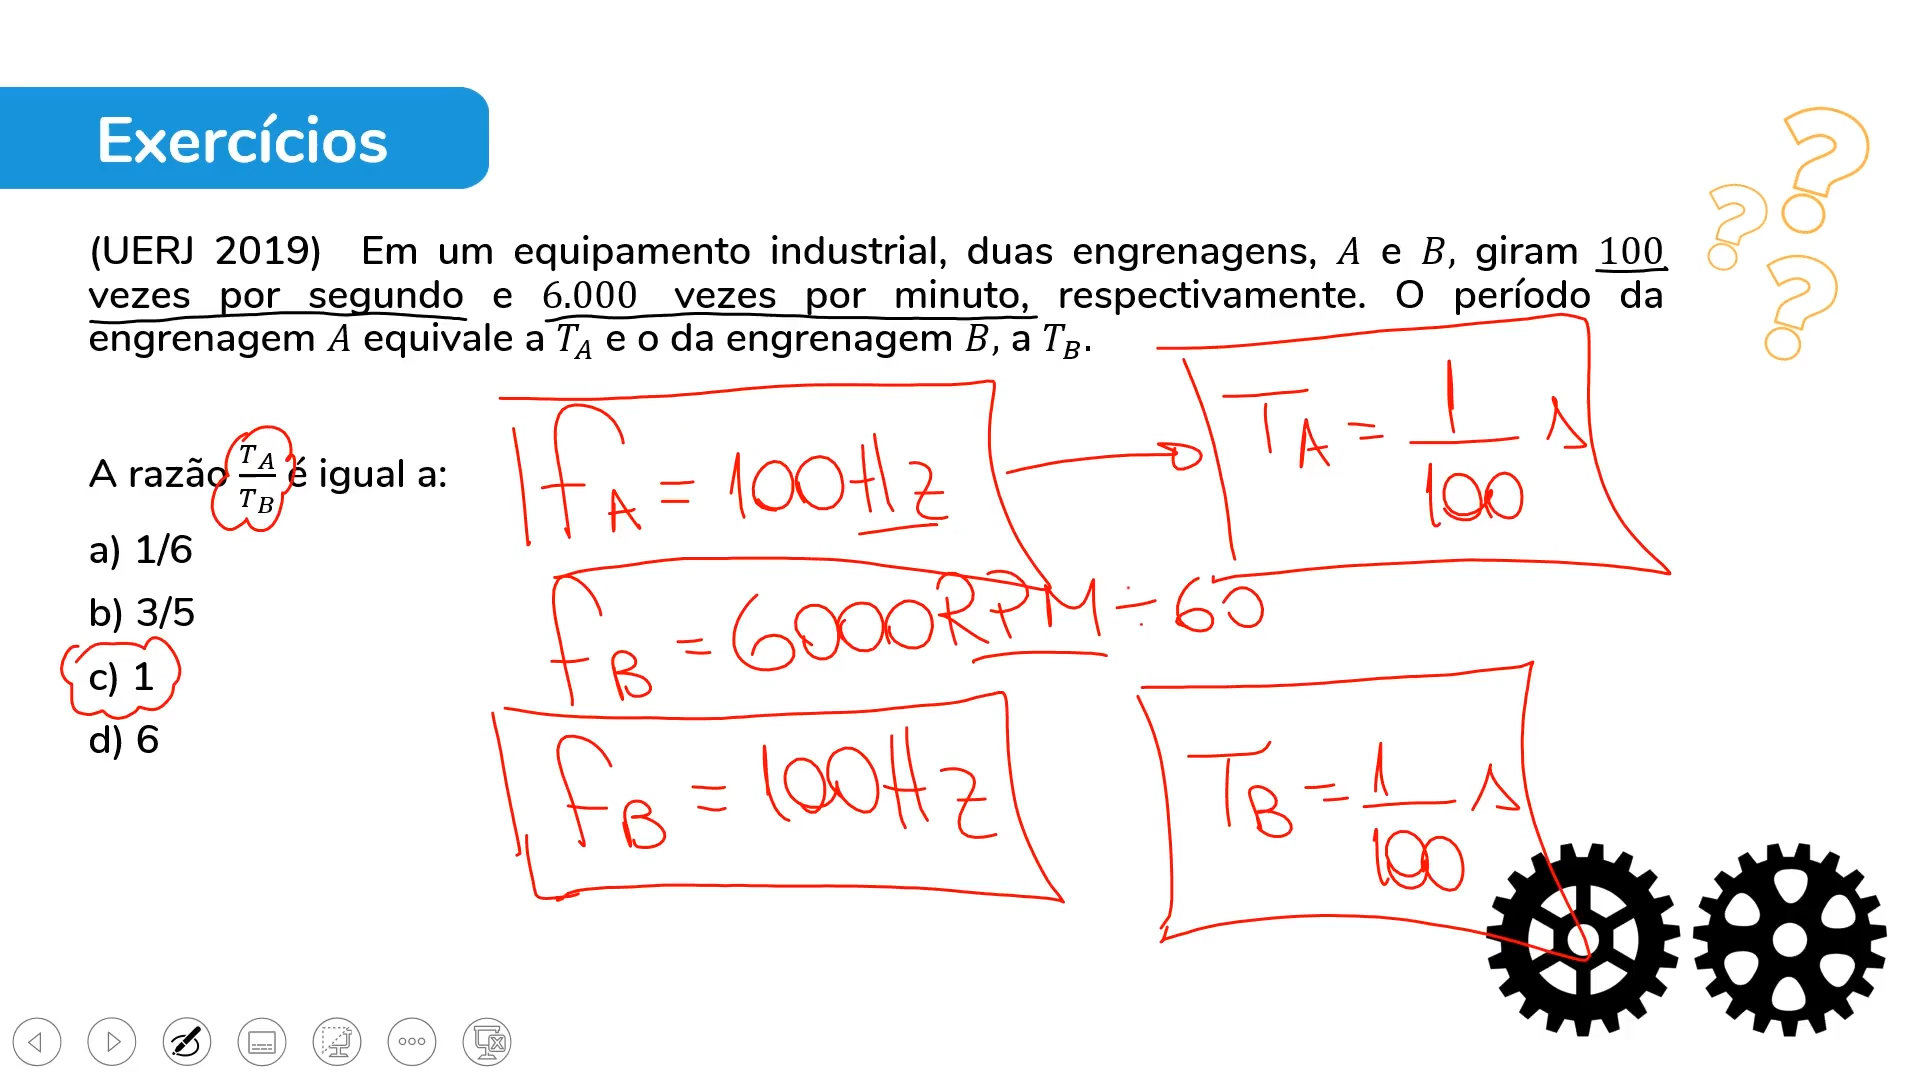 Exercícios
(UERJ 2019) Em um equipamento industrial, duas engrenagens, A e B, giram 100
vezes por segundo e 6.000 vezes por minuto, respectivamente. O período da
engrenagem A equivale a T_A e o da engrenagem B, a T_B.
A razão T_A/T_B é igual a:
a) 1/6
b) 3/5
c) 1
d) 6
f_A = 100Hz
T_A = 1/100 s
f_B = 6000RPM ÷ 60
f_B = 100Hz
T_B = 1/100 s